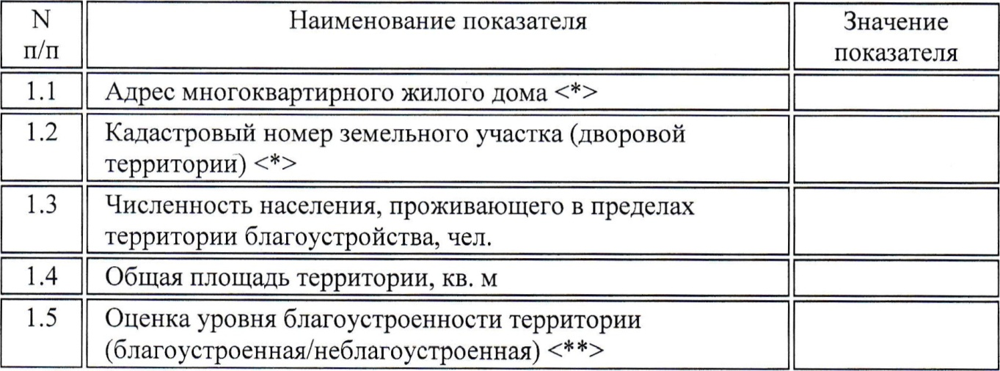 N Наименование показателя Значение
п/п показателя
1.1 Адрес многоквартирного жилого дома <*>
1.2 Кадастровый номер земельного участка (дворовой
территории) <*>
1.3 Численность населения, проживающего в пределах
территории благоустройства, чел.
1.4 Общая площадь территории, кв. м
1.5 Оценка уровня благоустроенности территории
(благоустроенная/неблагоустроенная) <**>